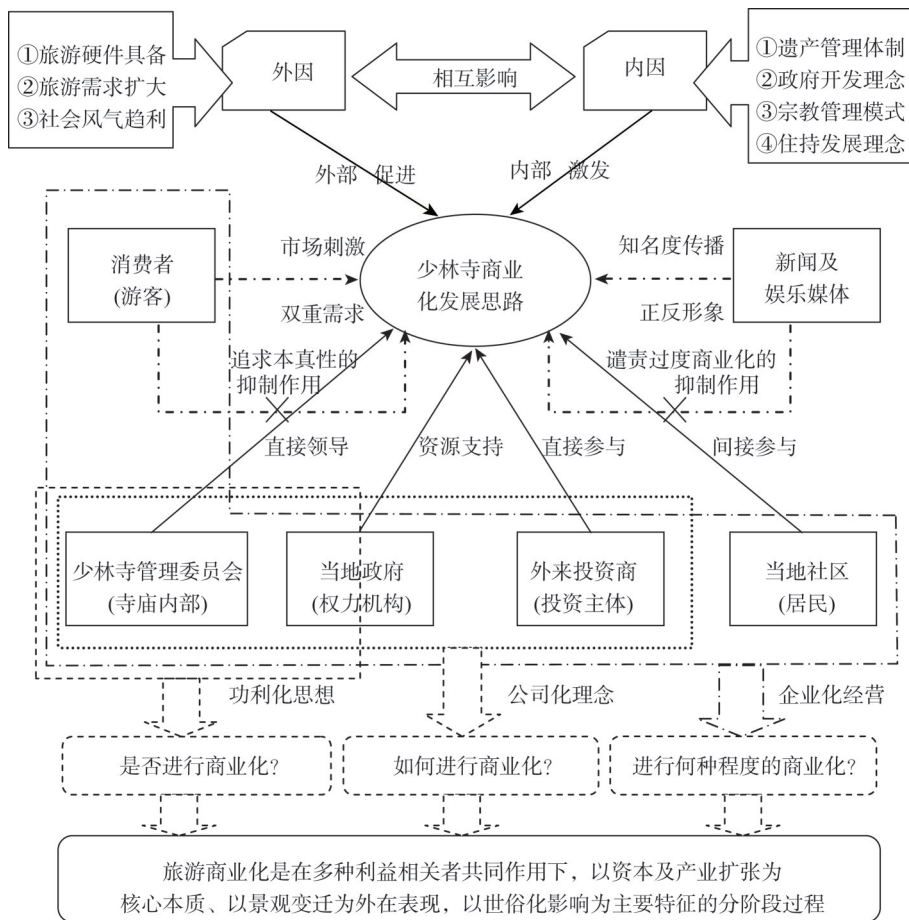 ①旅游硬件具备
②旅游需求扩大
③社会风气趋利
外因
相互影响
内因
①遗产管理体制
②政府开发理念
③宗教管理模式
④住持发展理念
外部 促进
内部 激发
消费者
(游客)
市场刺激
双重需求
少林寺商业
化发展思路
知名度传播
正反形象
新闻及
娱乐媒体
追求本真性的
抑制作用
谴责过度商业化的
抑制作用
直接领导
资源支持
直接参与
间接参与
少林寺管理委员会
(寺庙内部)
当地政府
(权力机构)
外来投资商
(投资主体)
当地社区
(居民)
功利化思想
公司化理念
企业化经营
是否进行商业化?
如何进行商业化?
进行何种程度的商业化?
旅游商业化是在多种利益相关者共同作用下，以资本及产业扩张为
核心本质、以景观变迁为外在表现，以世俗化影响为主要特征的分阶段过程